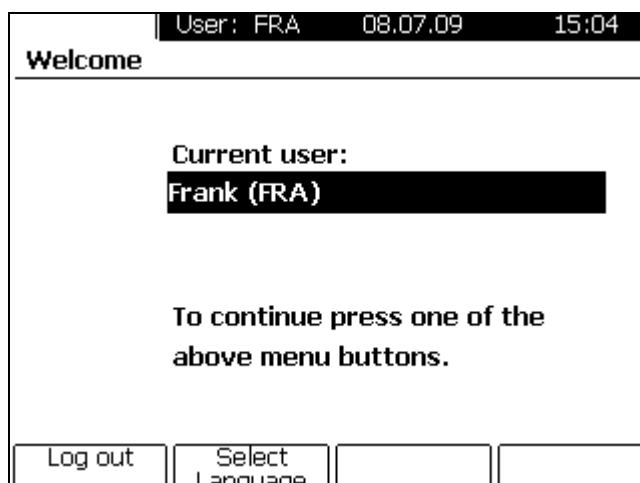 User: FRA 08.07.09 15:04
Welcome
Current user:
Frank (FRA)
To continue press one of the
above menu buttons.
Log out Select
Language